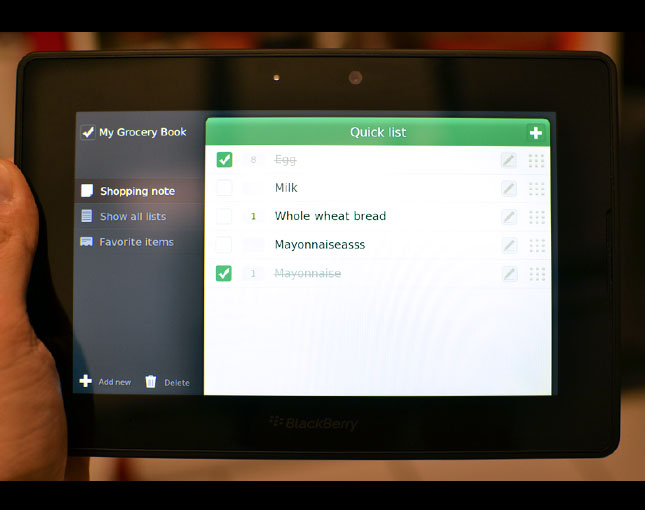 My Grocery Book
Quick list
Shopping note
Show all lists
Favorite items
8 Egg
Milk
1 Whole wheat bread
Mayonnaiseasss
1 Mayonnaise
Add new
Delete
BlackBerry